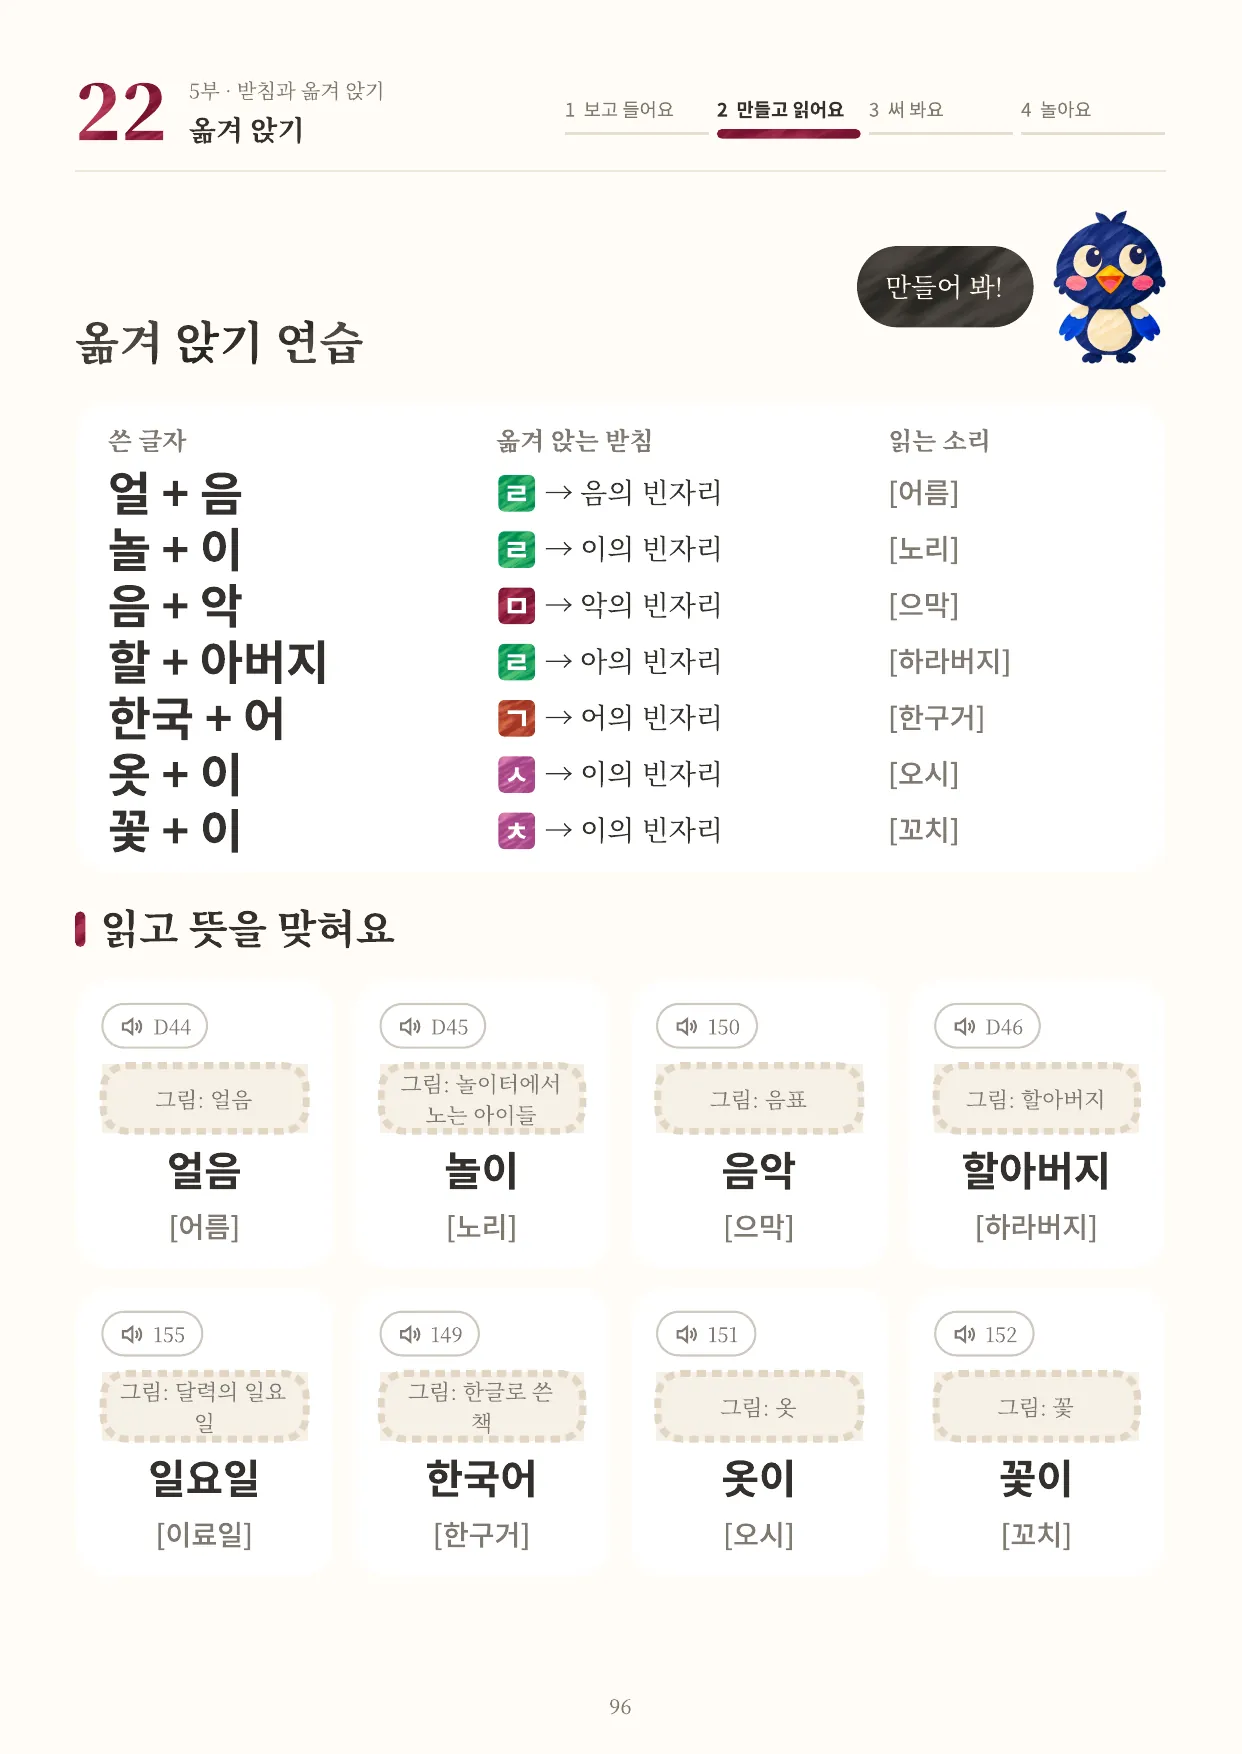 22
5부 · 받침과 옮겨 앉기
옮겨 앉기
1 보고 들어요
2 만들고 읽어요
3 써 봐요
4 놀아요
만들어 봐!
옮겨 앉기 연습
쓴 글자 옮겨 앉는 받침 읽는 소리
얼 + 음 ㄹ → 음의 빈자리 [어름]
놀 + 이 ㄹ → 이의 빈자리 [노리]
음 + 악 ㅁ → 악의 빈자리 [으막]
할 + 아버지 ㄹ → 아의 빈자리 [하라버지]
한국 + 어 ㄱ → 어의 빈자리 [한구거]
옷 + 이 ㅅ → 이의 빈자리 [오시]
꽃 + 이 ㅊ → 이의 빈자리 [꼬치]
읽고 뜻을 맞혀요
D44
그림: 얼음
얼음
[어름]
D45
그림: 놀이터에서
노는 아이들
놀이
[노리]
150
그림: 음표
음악
[으막]
D46
그림: 할아버지
할아버지
[하라버지]
155
그림: 달력의 일요
일
일요일
[이료일]
149
그림: 한글로 쓴
책
한국어
[한구거]
151
그림: 옷
옷이
[오시]
152
그림: 꽃
꽃이
[꼬치]
96